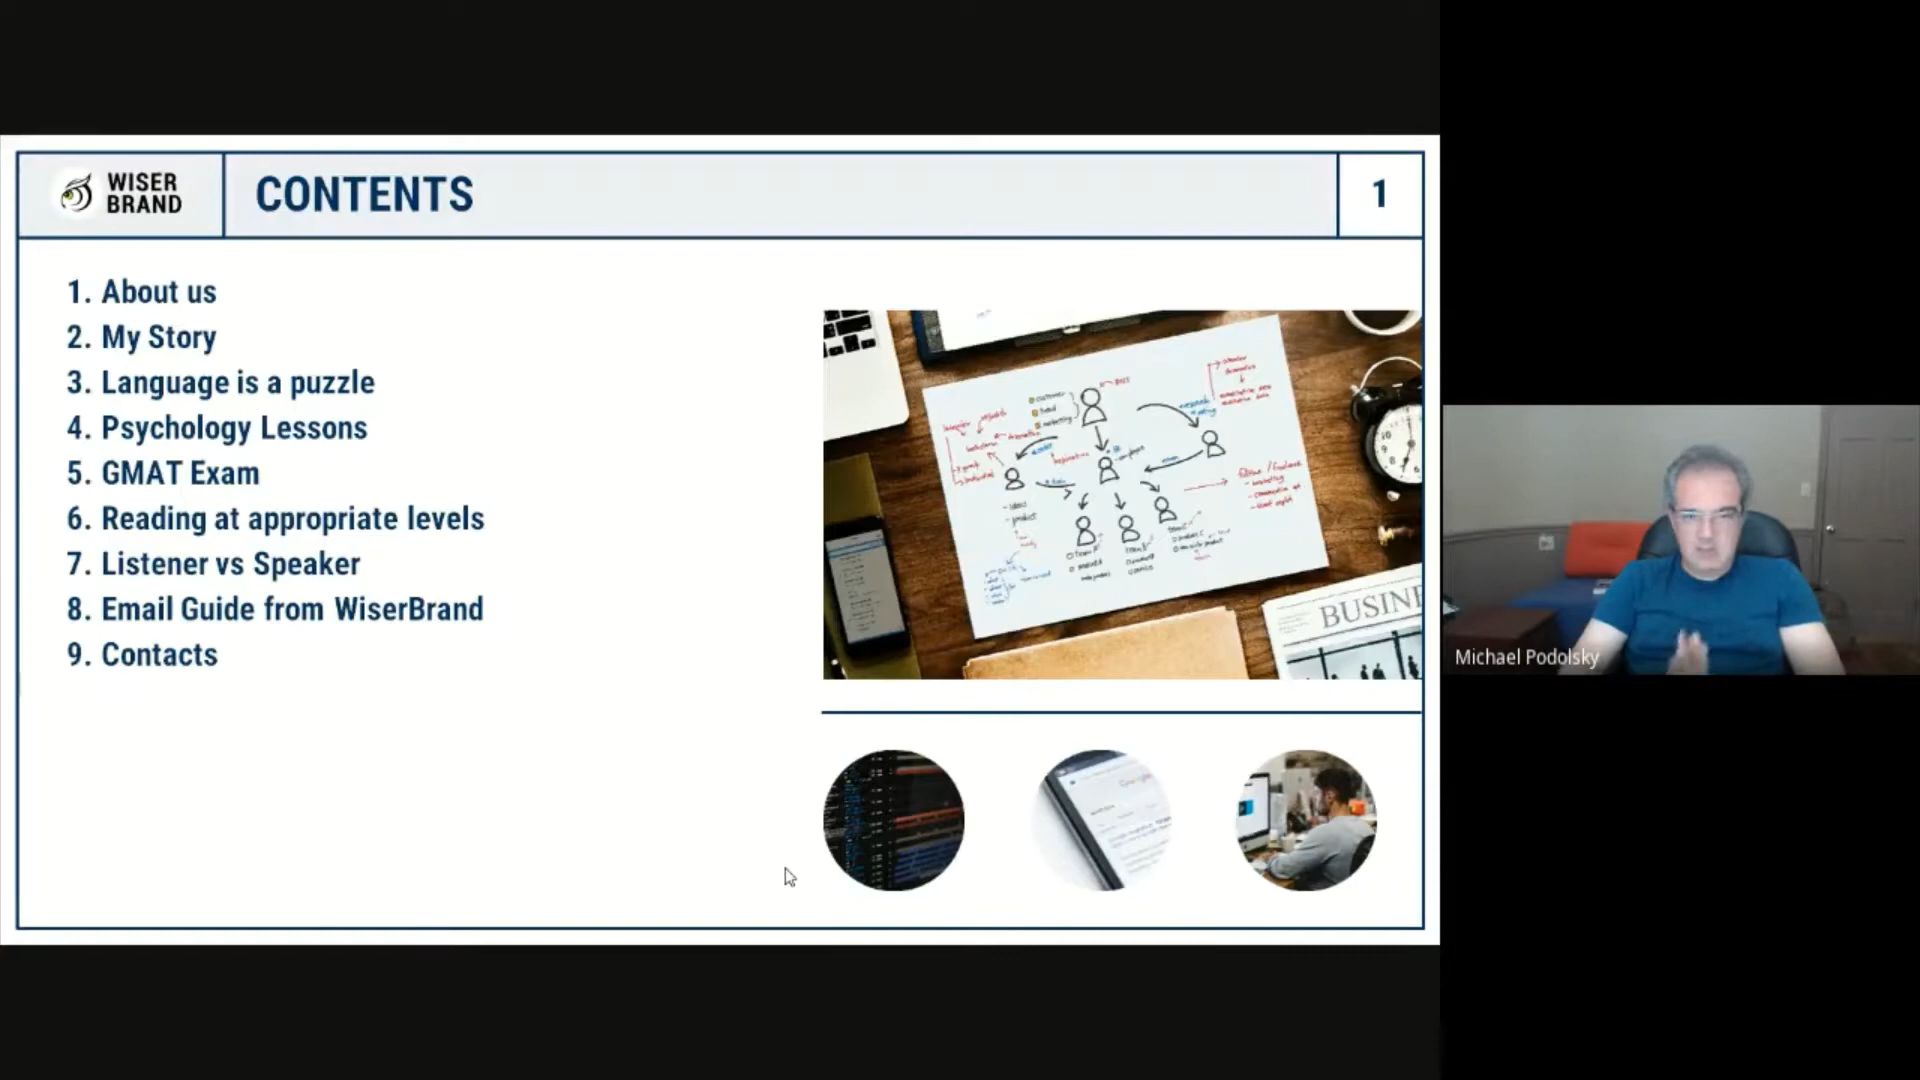 WISER
BRAND
CONTENTS
1
1. About us
2. My Story
3. Language is a puzzle
4. Psychology Lessons
5. GMAT Exam
6. Reading at appropriate levels
7. Listener vs Speaker
8. Email Guide from WiserBrand
9. Contacts
BUSINE
Michael Podolsky